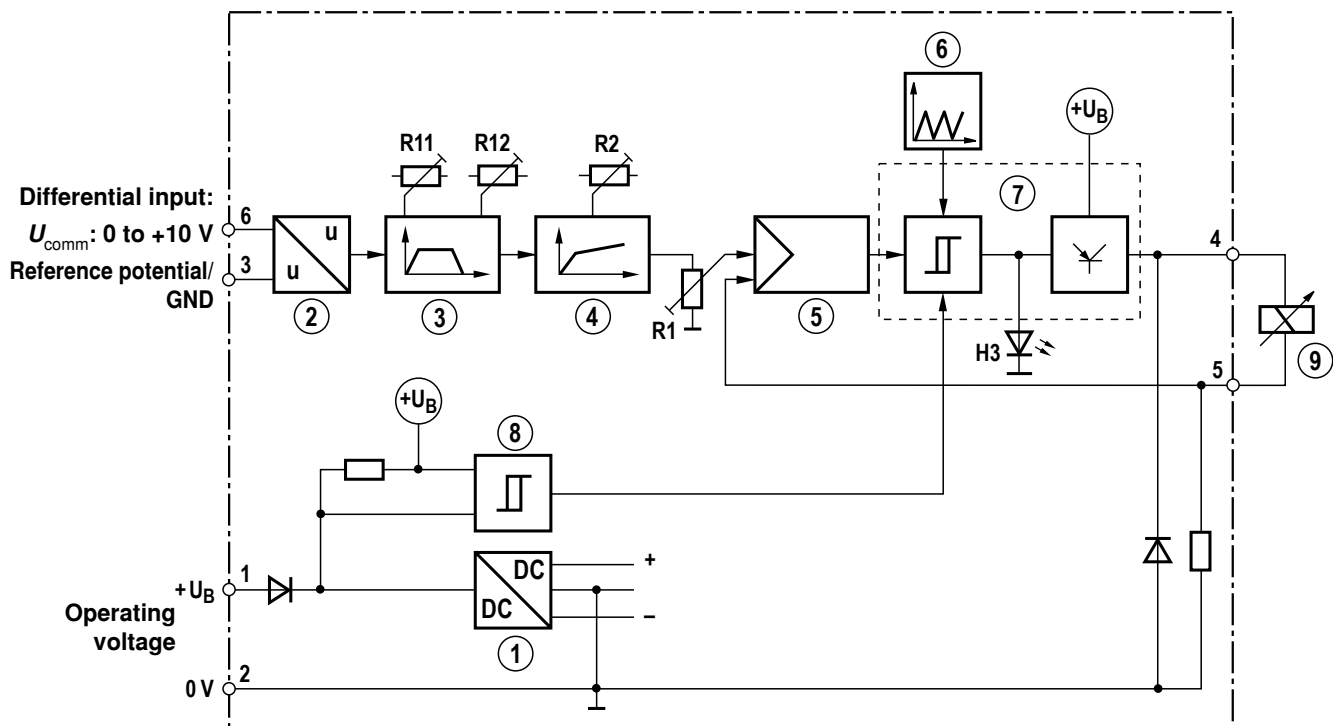 6
+UB
R11
R12
R2
7
Differential input:
6
Ucomm: 0 to +10 V
u
u
Reference potential/
3
GND
2
3
4
R1
5
4
H3
9
5
+UB
8
1
+UB
DC
DC
+
–
Operating
voltage
1
0 V
2